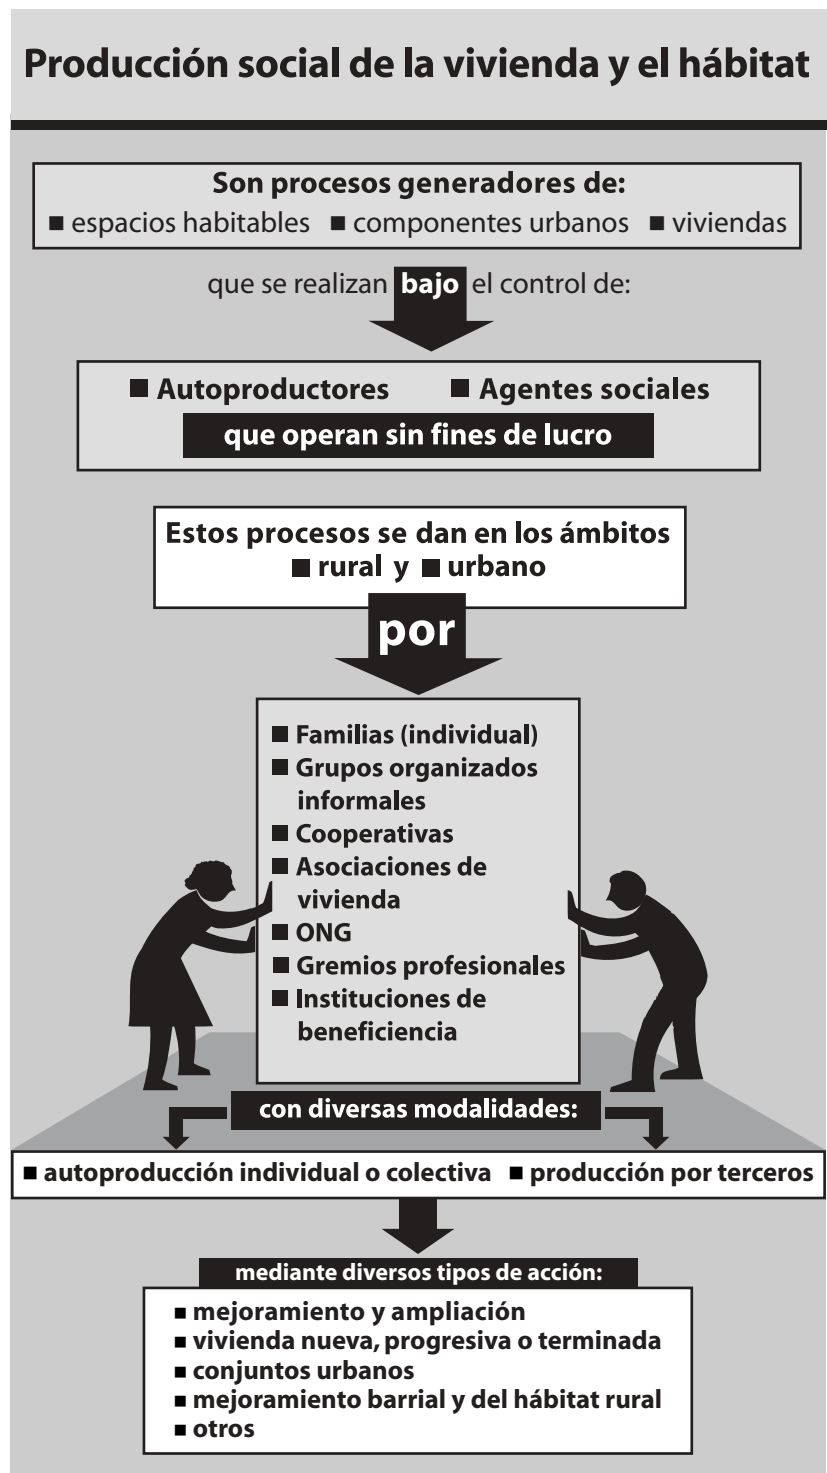 Producción social de la vivienda y el hábitat
Son procesos generadores de:
■ espacios habitables ■ componentes urbanos ■ viviendas
que se realizan bajo el control de:
■ Autoproductores ■ Agentes sociales
que operan sin fines de lucro
Estos procesos se dan en los ámbitos
■ rural y ■ urbano
por
■ Familias (individual)
■ Grupos organizados
informales
■ Cooperativas
■ Asociaciones de
vivienda
■ ONG
■ Gremios profesionales
■ Instituciones de
beneficiencia
con diversas modalidades:
■ autoproducción individual o colectiva ■ producción por terceros
mediante diversos tipos de acción:
■ mejoramiento y ampliación
■ vivienda nueva, progresiva o terminada
■ conjuntos urbanos
■ mejoramiento barrial y del hábitat rural
■ otros